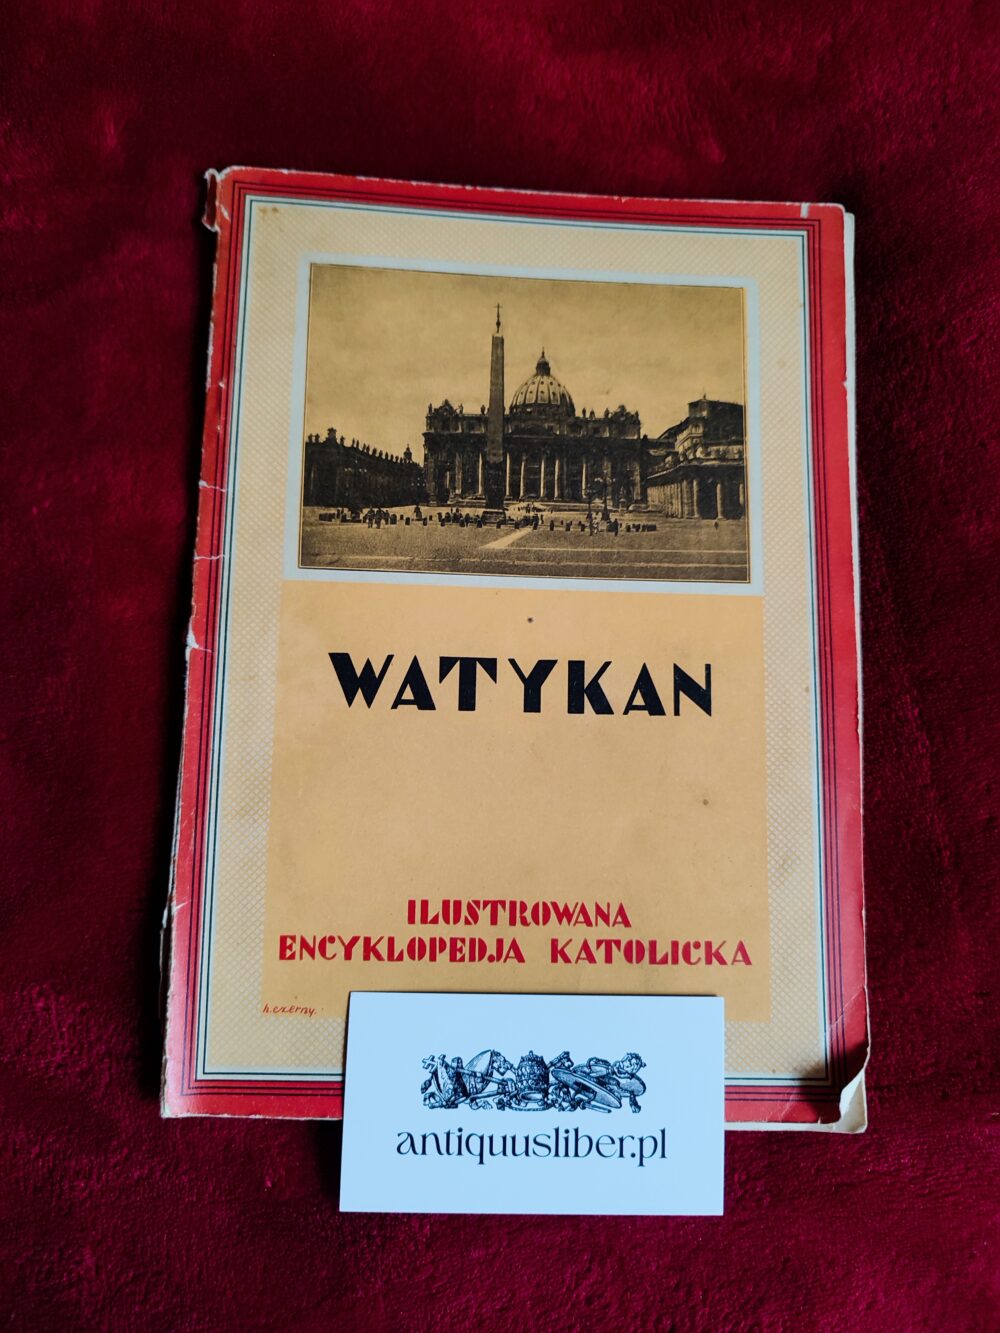 WATYKAN
ILUSTROWANA
ENCYKLOPEDJA KATOLICKA
h. czerny.
antiquusliber.pl